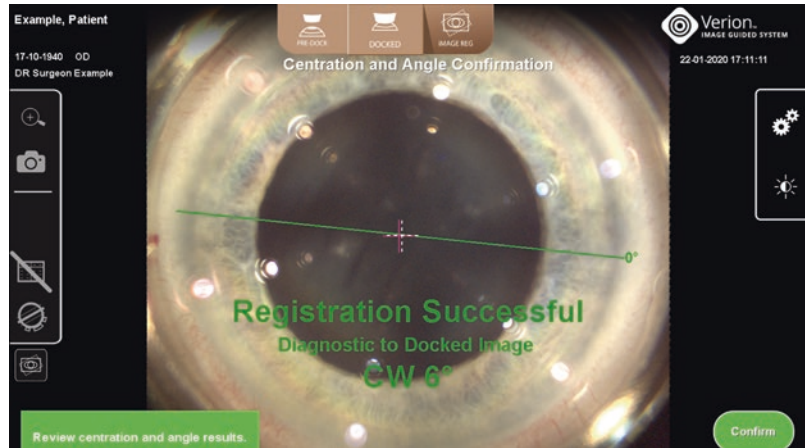 Example, Patient
17-10-1940 OD
DR Surgeon Example
PRE-DOCK
DOCKED
IMAGE REG
Centration and Angle Confirmation
Verion™
IMAGE GUIDED SYSTEM
22-01-2020 17:11:11
0°
Registration Successful
Diagnostic to Docked Image
CW 6°
Review centration and angle results.
Confirm